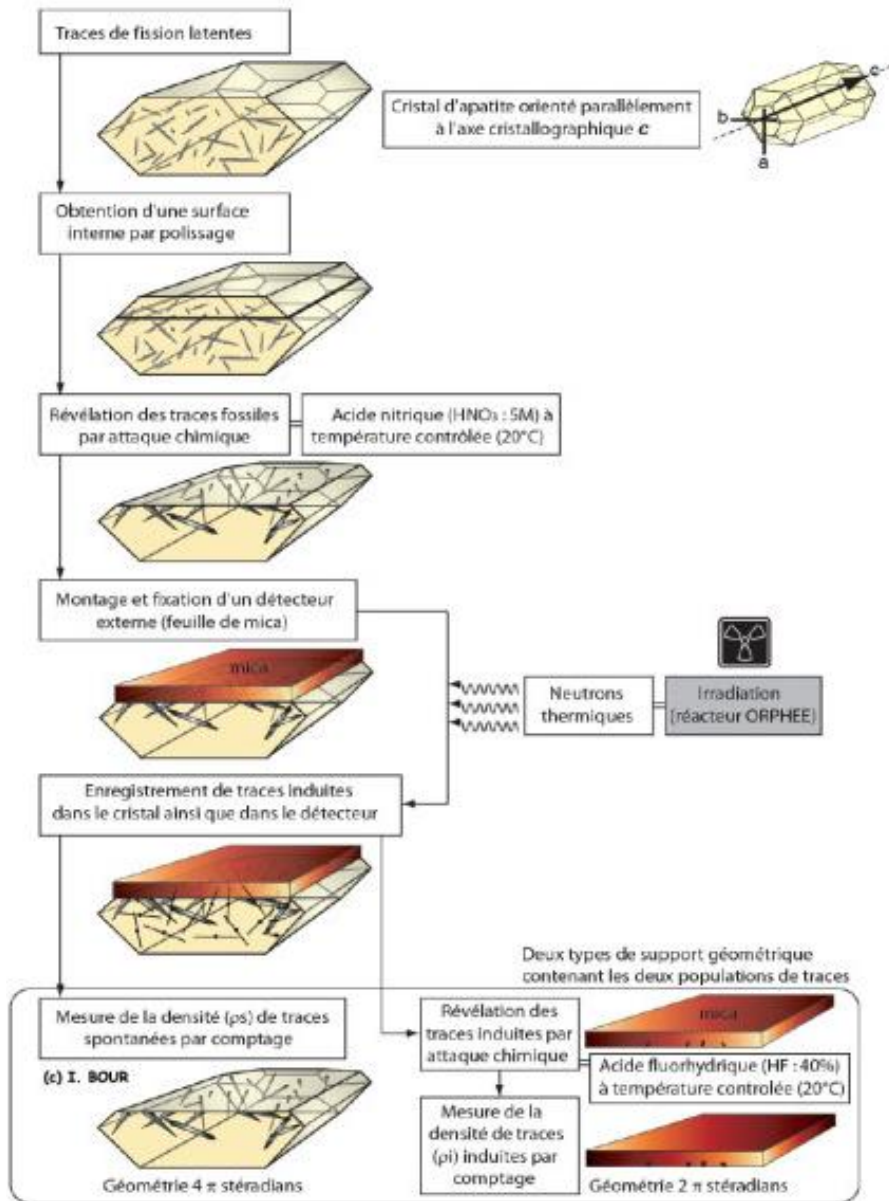 Traces de fission latentes
Cristal d'apatite orienté parallèlement
à l'axe cristallographique c
c
b
a
Obtention d'une surface
interne par polissage
Révélation des traces fossiles
par attaque chimique
Acide nitrique (HNO₃ : 5M) à
température contrôlée (20°C)
Montage et fixation d'un détecteur
externe (feuille de mica)
mica
Neutrons
thermiques
Irradiation
(réacteur ORPHEE)
Enregistrement de traces induites
dans le cristal ainsi que dans le détecteur
Deux types de support géométrique
contenant les deux populations de traces
Mesure de la densité (ρs) de traces
spontanées par comptage
(c) I. BOUR
Géométrie 4 π stéradians
Révélation des
traces induites par
attaque chimique
mica
Acide fluorhydrique (HF : 40%)
à température controlée (20°C)
Mesure de la
densité de traces
(ρi) induites par
comptage
Géométrie 2 π stéradians